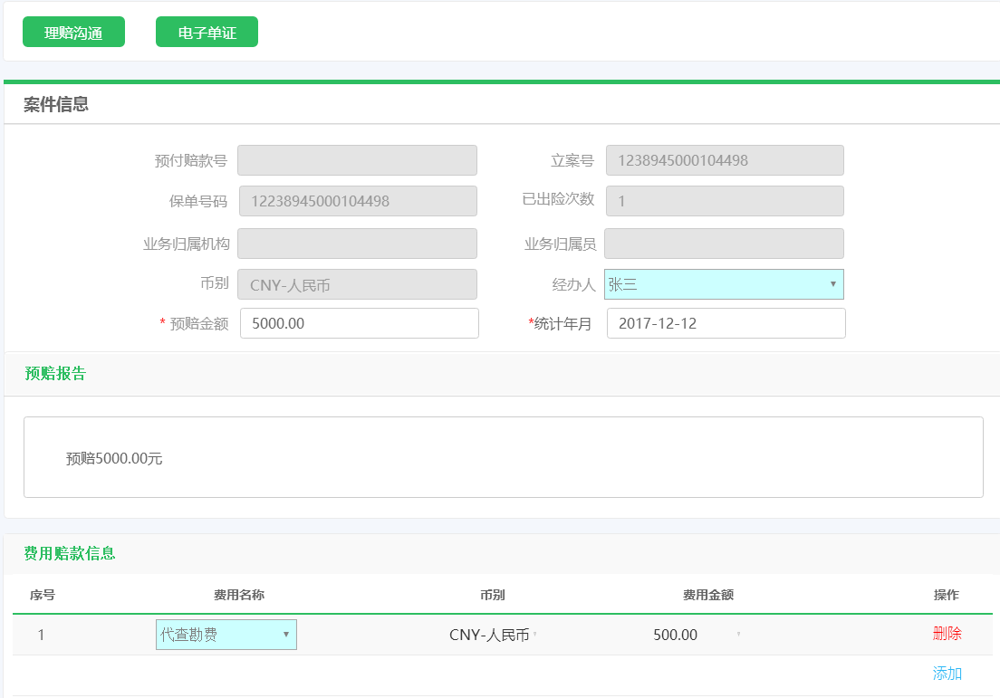 理赔沟通 电子单证
案件信息
预付赔款号 立案号 1238945000104498
保单号码 12238945000104498 已出险次数 1
业务归属机构 业务归属员
币别 CNY-人民币 经办人 张三
* 预赔金额 5000.00 *统计年月 2017-12-12
预赔报告
预赔5000.00元
费用赔款信息
序号 费用名称 币别 费用金额 操作
1 代查勘费 CNY-人民币 500.00 删除
添加